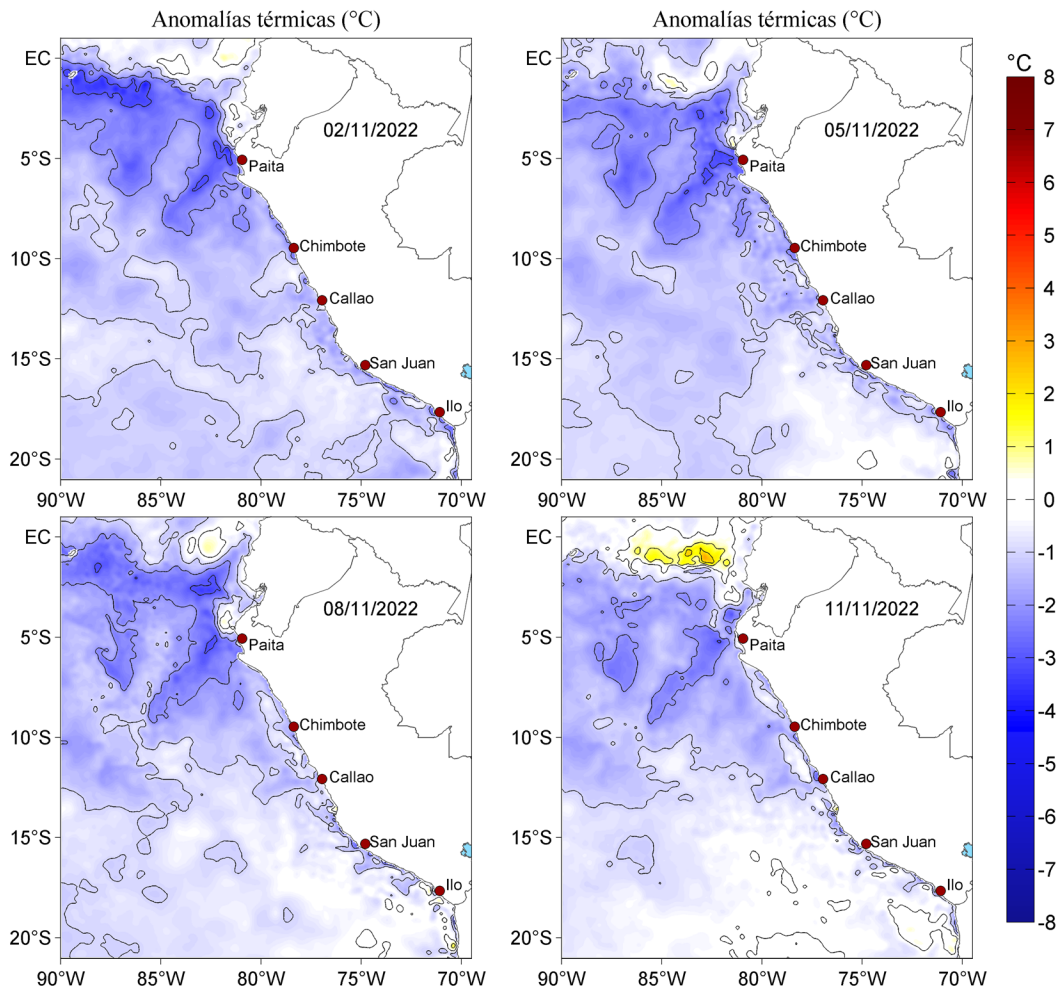 Anomalías térmicas (°C)
Anomalías térmicas (°C)
EC
5°S
10°S
15°S
20°S
90°W
85°W
80°W
75°W
70°W
02/11/2022
Paita
Chimbote
Callao
San Juan
Ilo
EC
5°S
10°S
15°S
20°S
90°W
85°W
80°W
75°W
70°W
05/11/2022
Paita
Chimbote
Callao
San Juan
Ilo
EC
5°S
10°S
15°S
20°S
90°W
85°W
80°W
75°W
70°W
08/11/2022
Paita
Chimbote
Callao
San Juan
Ilo
EC
5°S
10°S
15°S
20°S
90°W
85°W
80°W
75°W
70°W
11/11/2022
Paita
Chimbote
Callao
San Juan
Ilo
°C
8
7
6
5
4
3
2
1
0
-1
-2
-3
-4
-5
-6
-7
-8